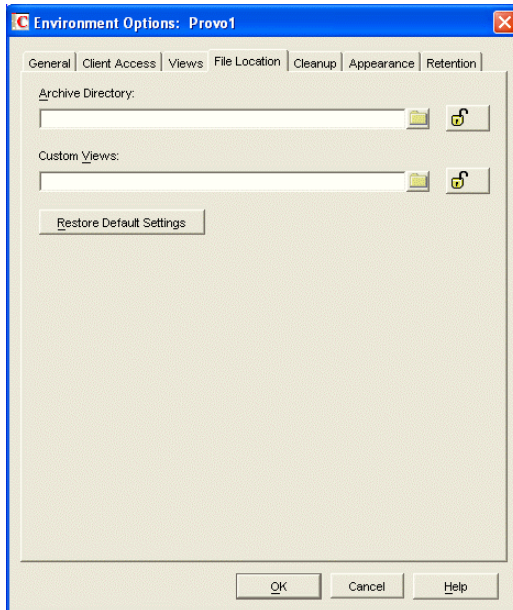 Environment Options: Provo1
General Client Access Views File Location Cleanup Appearance Retention
Archive Directory:
Custom Views:
Restore Default Settings
OK Cancel Help